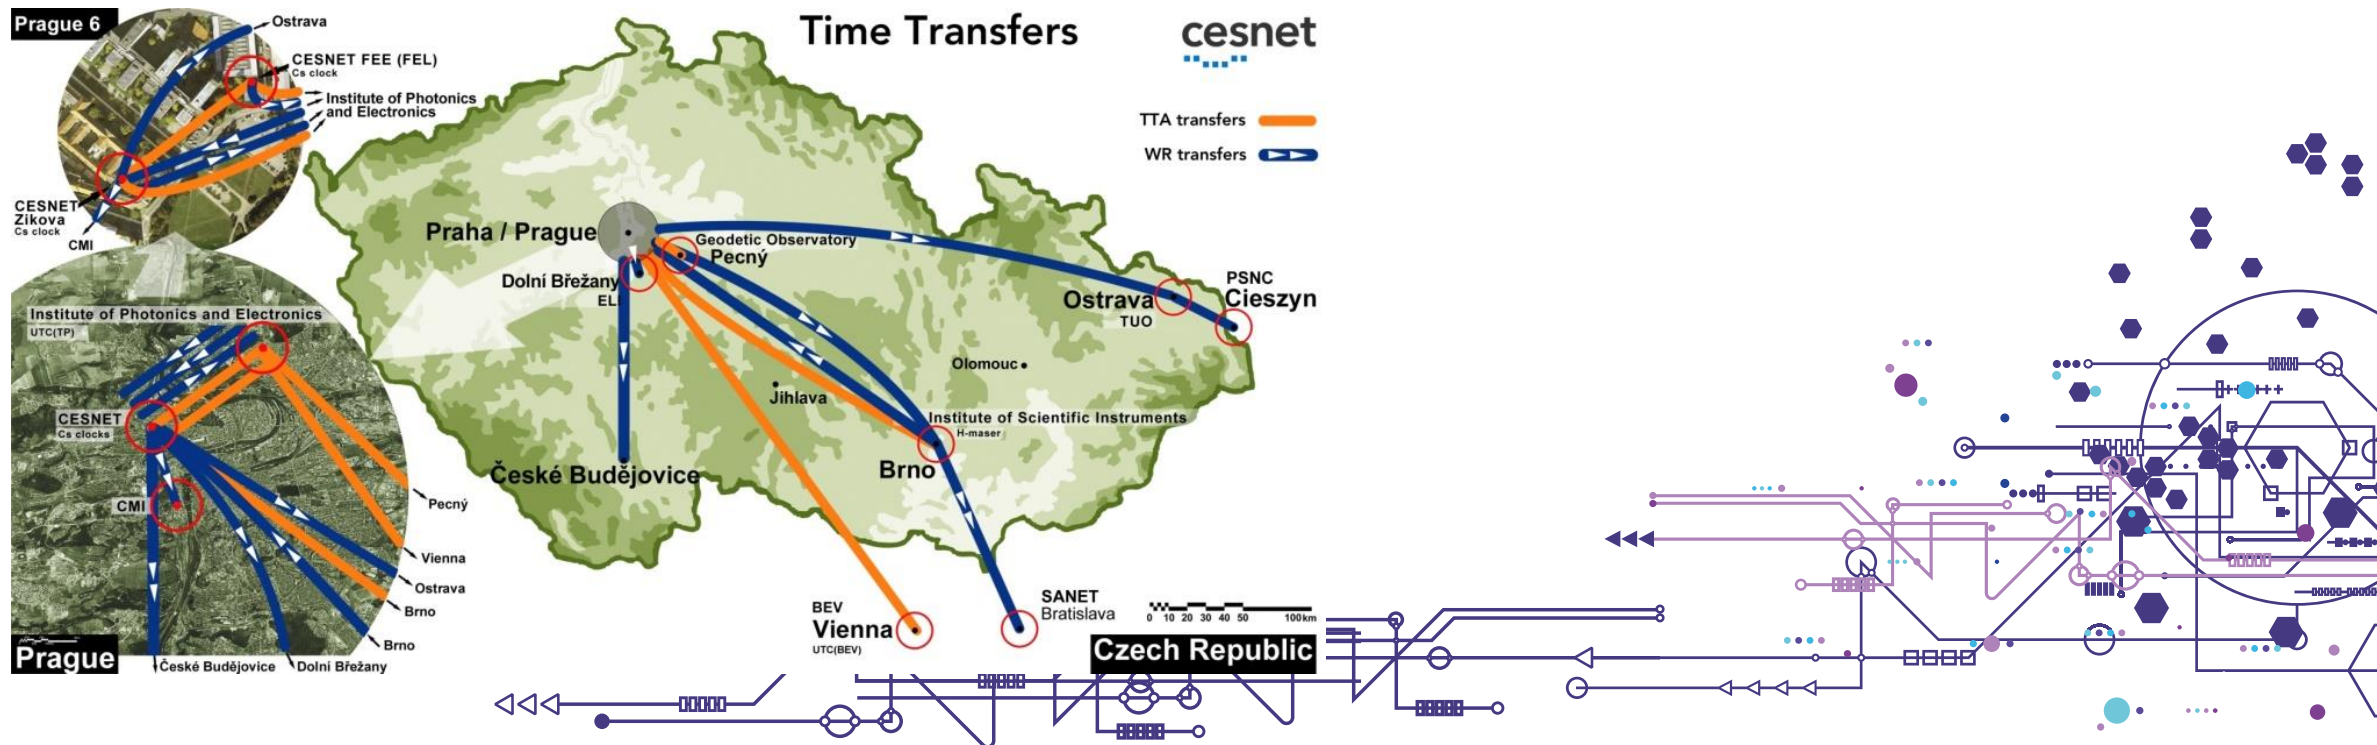 Time Transfers
cesnet
TTA transfers
WR transfers
Prague 6
Ostrava
CESNET FEE (FEL)
Cs clock
Institute of Photonics
and Electronics
CESNET
Zikova
Cs clock
CMI
Institute of Photonics and Electronics
UTC(TP)
CESNET
Cs clocks
CMI
Pecný
Vienna
Ostrava
Brno
Brno
Dolní Břežany
České Budějovice
Prague
Praha / Prague
Geodetic Observatory
Pecný
Dolní Břežany
ELI
Ostrava
TUO
PSNC
Cieszyn
Olomouc
Jihlava
Institute of Scientific Instruments
H-maser
Brno
České Budějovice
BEV
Vienna
UTC(BEV)
SANET
Bratislava
0 10 20 30 40 50 100km
Czech Republic